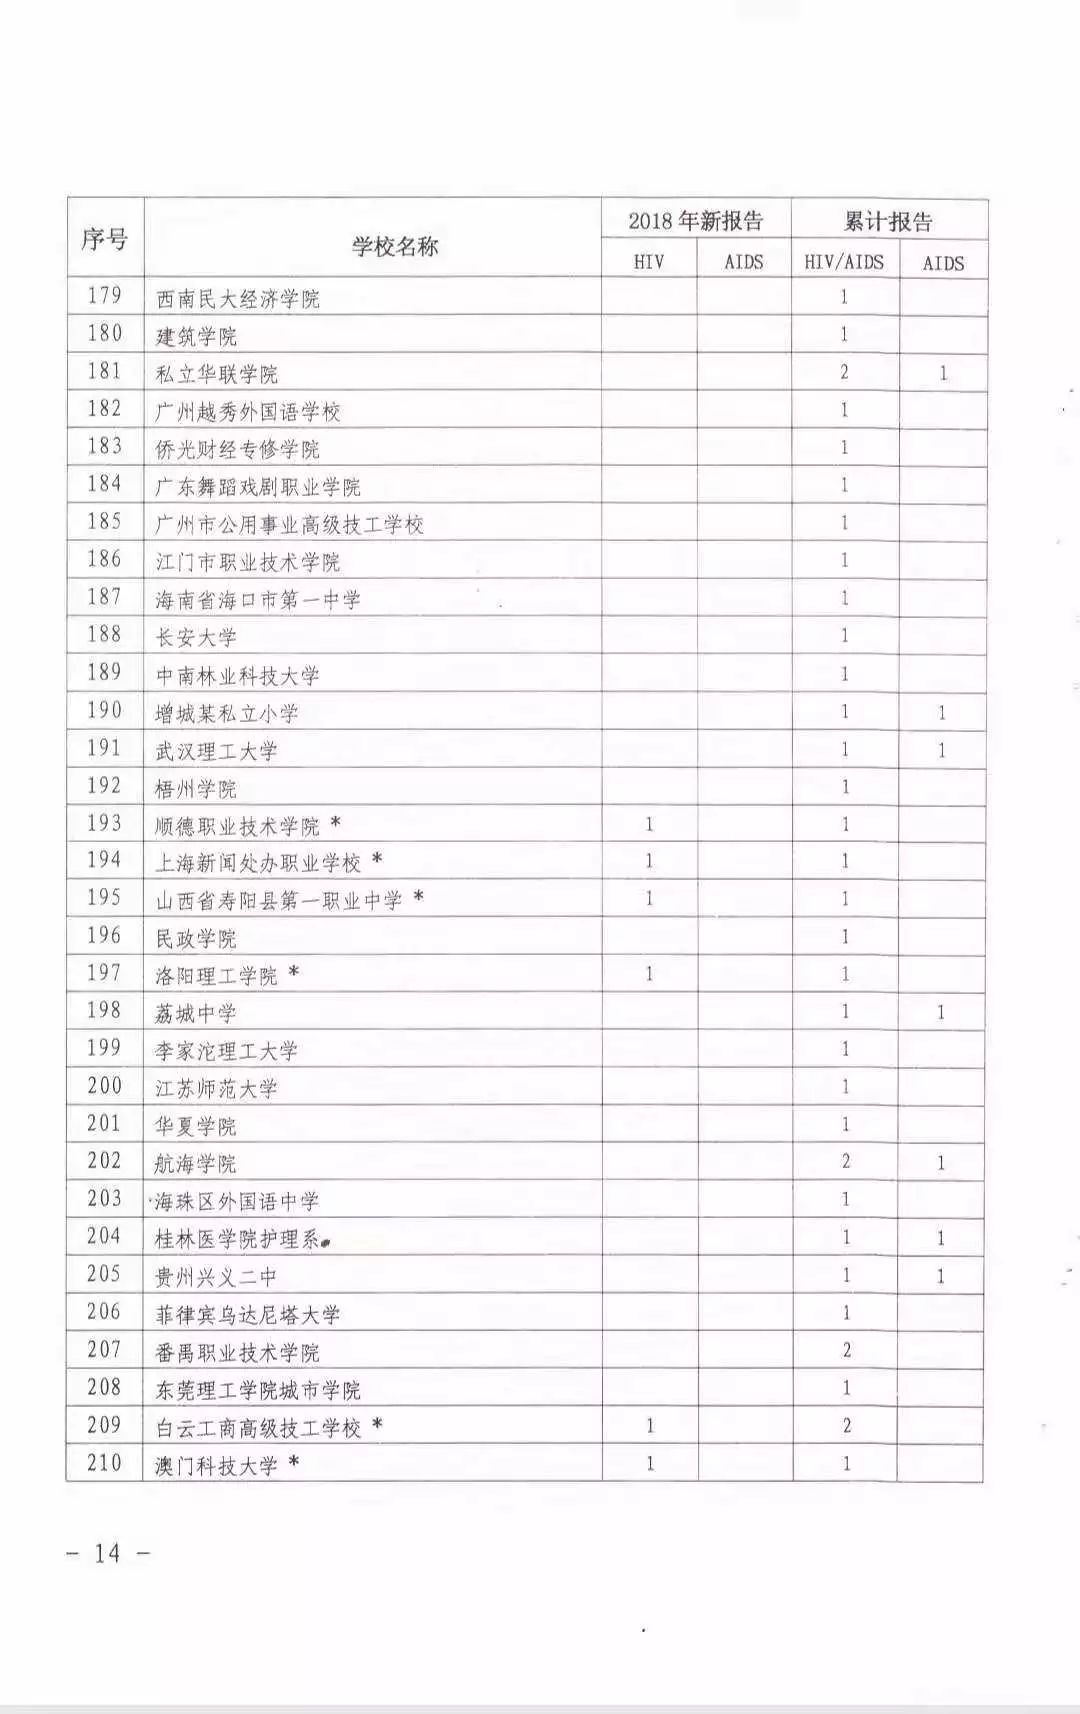 序号 学校名称 2018年新报告 累计报告
HIV AIDS HIV/AIDS AIDS
179 西南民大经济学院 1
180 建筑学院 1
181 私立华联学院 2 1
182 广州越秀外国语学校 1
183 侨光财经专修学院 1
184 广东舞蹈戏剧职业学院 1
185 广州市公用事业高级技工学校 1
186 江门市职业技术学院 1
187 海南省海口市第一中学 1
188 长安大学 1
189 中南林业科技大学 1
190 增城某私立小学 1 1
191 武汉理工大学 1 1
192 梧州学院 1
193 顺德职业技术学院* 1 1
194 上海新闻处办职业学校* 1 1
195 山西省寿阳县第一职业中学* 1 1
196 民政学院 1
197 洛阳理工学院* 1 1
198 荔城中学 1 1
199 李家沱理工大学 1
200 江苏师范大学 1
201 华夏学院 1
202 航海学院 2 1
203 海珠区外国语中学 1
204 桂林医学院护理系 1 1
205 贵州兴义二中 1 1
206 菲律宾乌达尼塔大学 1
207 番禺职业技术学院 2
208 东莞理工学院城市学院 1
209 白云工商高级技工学校* 1 2
210 澳门科技大学* 1 1
- 14 -